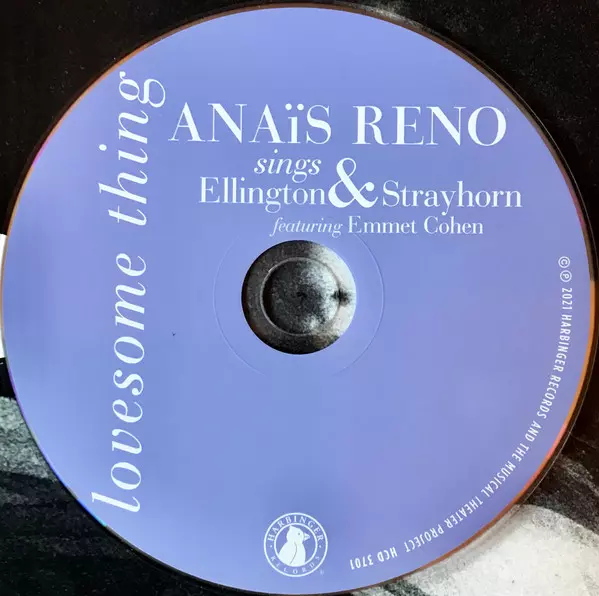 lovesome thing
ANAïS RENO
sings
Ellington & Strayhorn
featuring Emmet Cohen
©℗ 2021 HARBINGER RECORDS AND THE MUSICAL THEATER PROJECT HCD 3701
HARBINGER
RECORDS
®